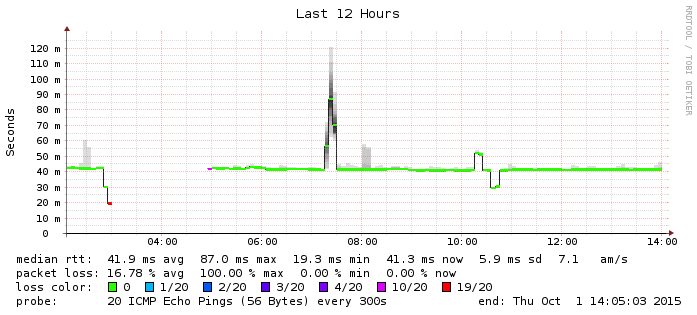 Last 12 Hours
RRDTOOL / TOBI OETIKER
Seconds
120 m
110 m
100 m
90 m
80 m
70 m
60 m
50 m
40 m
30 m
20 m
10 m
0
04:00 06:00 08:00 10:00 12:00 14:00
median rtt: 41.9 ms avg 87.0 ms max 19.3 ms min 41.3 ms now 5.9 ms sd 7.1 am/s
packet loss: 16.78 % avg 100.00 % max 0.00 % min 0.00 % now
loss color: 0 1/20 2/20 3/20 4/20 10/20 19/20
probe: 20 ICMP Echo Pings (56 Bytes) every 300s end: Thu Oct 1 14:05:03 2015